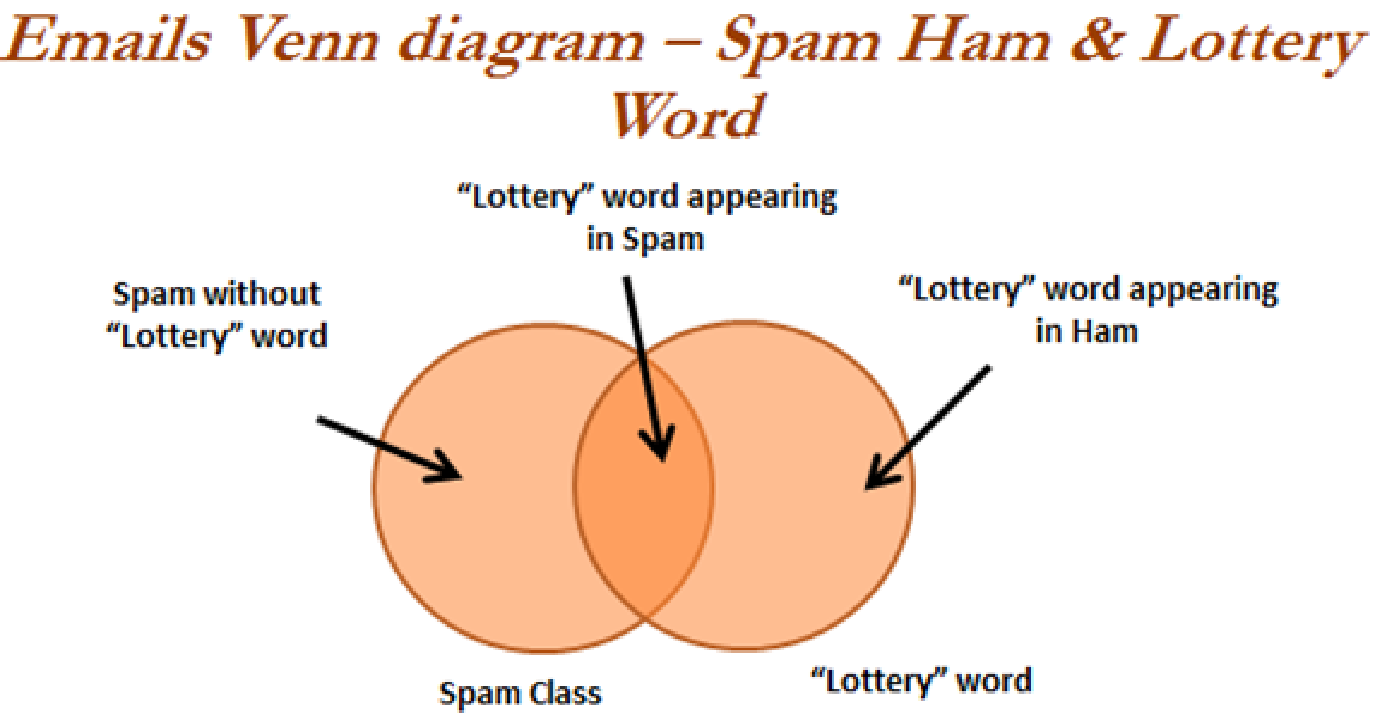 Emails Venn diagram – Spam Ham & Lottery
Word
“Lottery” word appearing
in Spam
Spam without
“Lottery” word
“Lottery” word appearing
in Ham
Spam Class
“Lottery” word